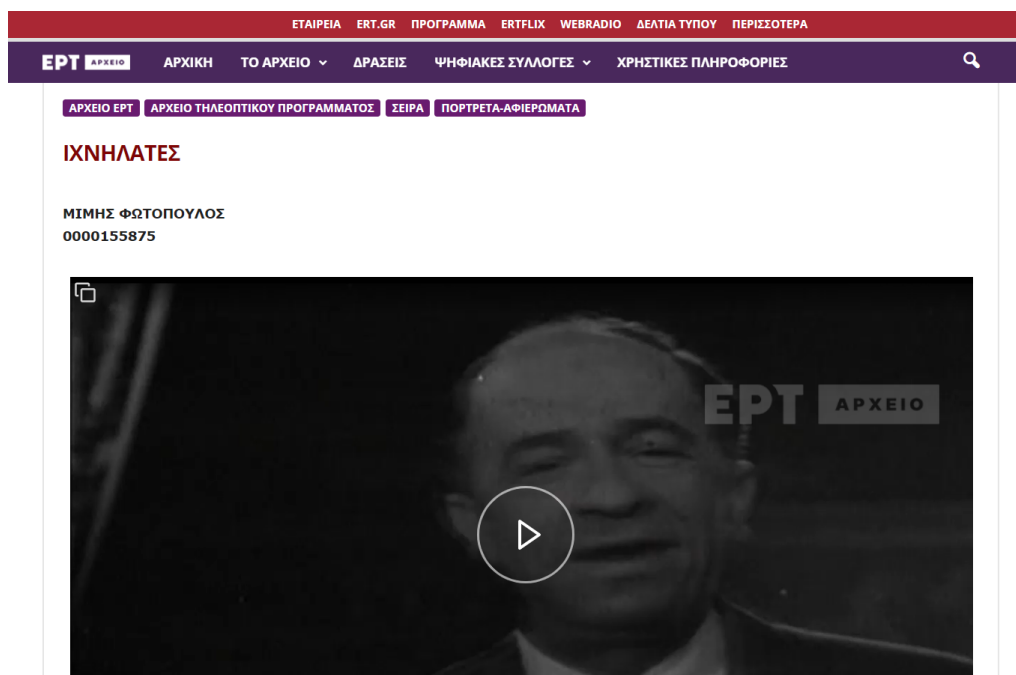 ΕΤΑΙΡΕΙΑ ERT.GR ΠΡΟΓΡΑΜΜΑ ERTFLIX WEBRADIO ΔΕΛΤΙΑ ΤΥΠΟΥ ΠΕΡΙΣΣΟΤΕΡΑ
ΕΡΤ ΑΡΧΕΙΟ ΑΡΧΙΚΗ ΤΟ ΑΡΧΕΙΟ ΔΡΑΣΕΙΣ ΨΗΦΙΑΚΕΣ ΣΥΛΛΟΓΕΣ ΧΡΗΣΤΙΚΕΣ ΠΛΗΡΟΦΟΡΙΕΣ
ΑΡΧΕΙΟ ΕΡΤ ΑΡΧΕΙΟ ΤΗΛΕΟΠΤΙΚΟΥ ΠΡΟΓΡΑΜΜΑΤΟΣ ΣΕΙΡΑ ΠΟΡΤΡΕΤΑ-ΑΦΙΕΡΩΜΑΤΑ
ΙΧΝΗΛΑΤΕΣ
ΜΙΜΗΣ ΦΩΤΟΠΟΥΛΟΣ
0000155875
ΕΡΤ ΑΡΧΕΙΟ